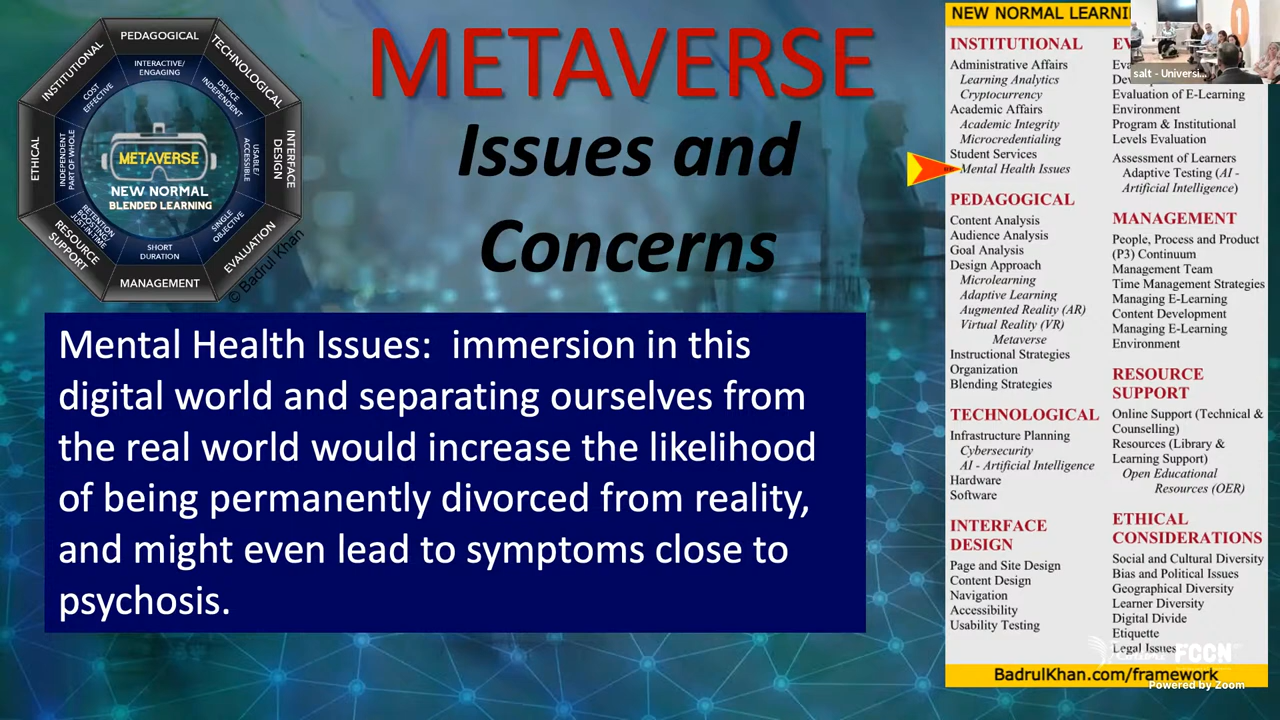 PEDAGOGICAL
TECHNOLOGICAL
INTERFACE DESIGN
EVALUATION
MANAGEMENT
RESOURCE SUPPORT
ETHICAL
INSTITUTIONAL
INTERACTIVE/
ENGAGING
DEVICE
INDEPENDENT
USABLE/
ACCESSIBLE
SINGLE
OBJECTIVE
SHORT
DURATION
RETENTION
BOOSTING
JUST-IN-TIME
INDEPENDENT
PART OF WHOLE
COST
EFFECTIVE
METAVERSE
NEW NORMAL
BLENDED LEARNING
© Badrul Khan
METAVERSE
Issues and
Concerns
Mental Health Issues: immersion in this
digital world and separating ourselves from
the real world would increase the likelihood
of being permanently divorced from reality,
and might even lead to symptoms close to
psychosis.
NEW NORMAL LEARNI
INSTITUTIONAL
Administrative Affairs
Learning Analytics
Cryptocurrency
Academic Affairs
Academic Integrity
Microcredentialing
Student Services
Mental Health Issues
PEDAGOGICAL
Content Analysis
Audience Analysis
Goal Analysis
Design Approach
Microlearning
Adaptive Learning
Augmented Reality (AR)
Virtual Reality (VR)
Metaverse
Instructional Strategies
Organization
Blending Strategies
TECHNOLOGICAL
Infrastructure Planning
Cybersecurity
AI - Artificial Intelligence
Hardware
Software
INTERFACE
DESIGN
Page and Site Design
Content Design
Navigation
Accessibility
Usability Testing
EV
Eva
Dev
Evaluation of E-Learning
Environment
Program & Institutional
Levels Evaluation
Assessment of Learners
Adaptive Testing (AI -
Artificial Intelligence)
MANAGEMENT
People, Process and Product
(P3) Continuum
Management Team
Time Management Strategies
Managing E-Learning
Content Development
Managing E-Learning
Environment
RESOURCE
SUPPORT
Online Support (Technical &
Counselling)
Resources (Library &
Learning Support)
Open Educational
Resources (OER)
ETHICAL
CONSIDERATIONS
Social and Cultural Diversity
Bias and Political Issues
Geographical Diversity
Learner Diversity
Digital Divide
Etiquette
Legal Issues
BadrulKhan.com/framework
salt - Universi...
FCCN
Powered by Zoom